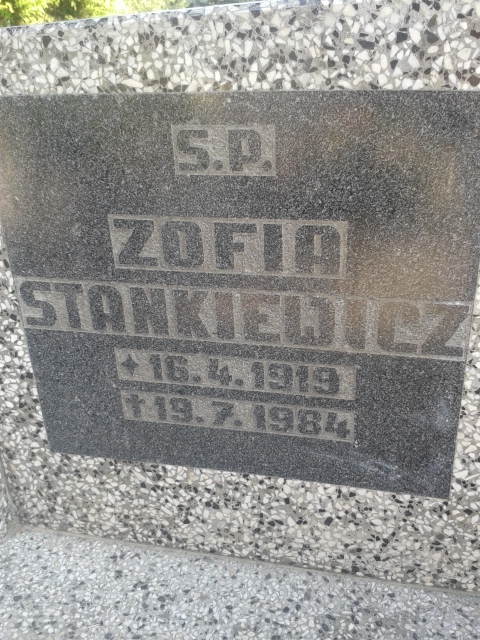 S.P.
ZOFIA
STANKIEWICZ
✦ 16.4.1919
✝ 19.7.1984